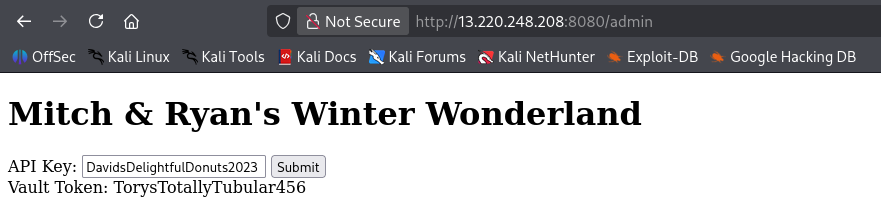 Not Secure http://13.220.248.208:8080/admin
OffSec Kali Linux Kali Tools Kali Docs Kali Forums Kali NetHunter Exploit-DB Google Hacking DB
Mitch & Ryan's Winter Wonderland
API Key: DavidsDelightfulDonuts2023 Submit
Vault Token: TorysTotallyTubular456